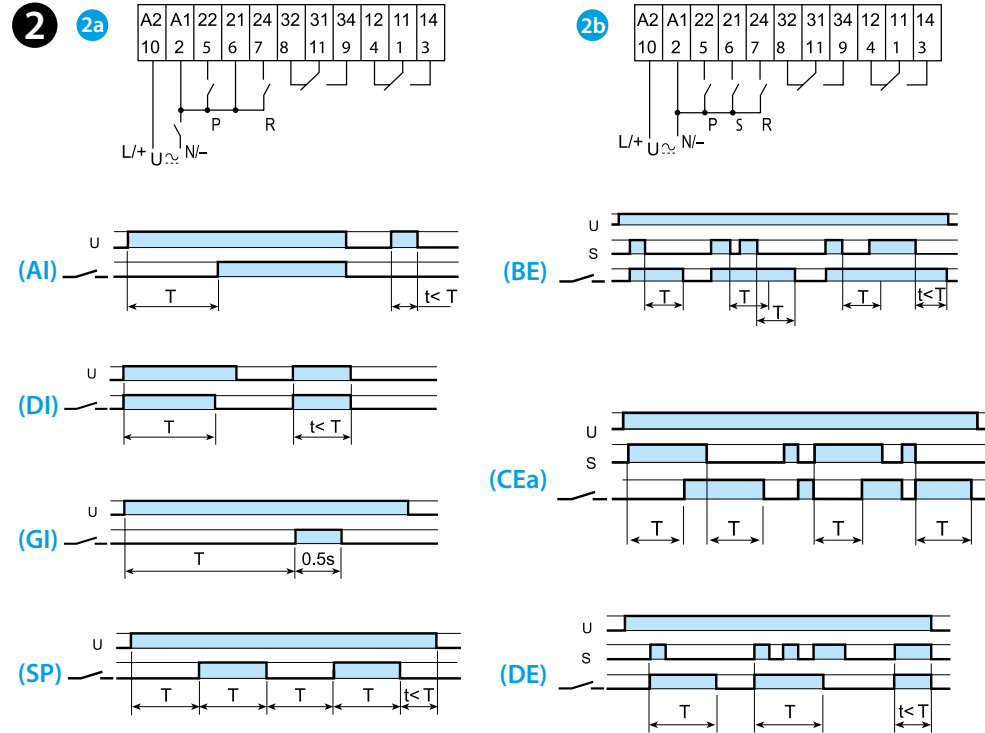 2
2a
A2 A1 22 21 24 32 31 34 12 11 14
10 2 5 6 7 8 11 9 4 1 3
P R
L/+ U N/–
2b
A2 A1 22 21 24 32 31 34 12 11 14
10 2 5 6 7 8 11 9 4 1 3
P S R
L/+ U N/–
(AI)
U
T t< T
(DI)
U
T t< T
(GI)
U
T 0.5s
(SP)
U
T T T T t< T
(BE)
U
S
T T T t<T
T
(CEa)
U
S
T T T T
(DE)
U
S
T T t< T